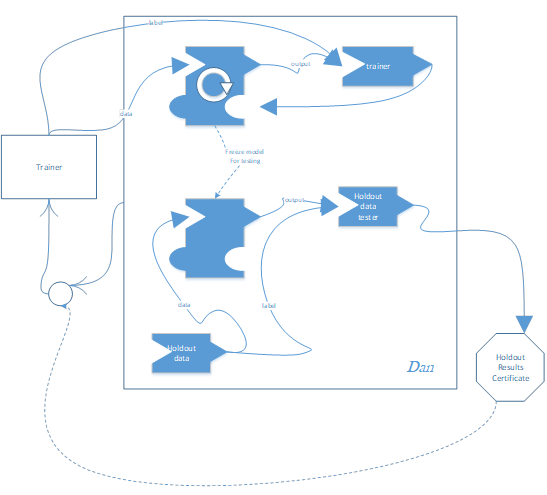 label
output
trainer
data
Freeze model
For testing
Trainer
output
Holdout
data
tester
data
label
Holdout
data
Dan
Holdout
Results
Certificate